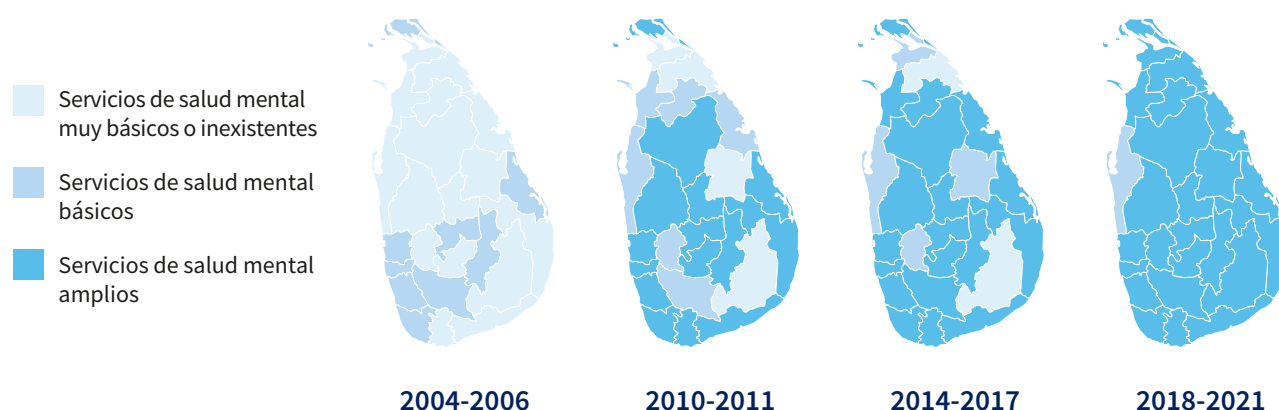 Servicios de salud mental
muy básicos o inexistentes
Servicios de salud mental
básicos
Servicios de salud mental
amplios
2004-2006
2010-2011
2014-2017
2018-2021